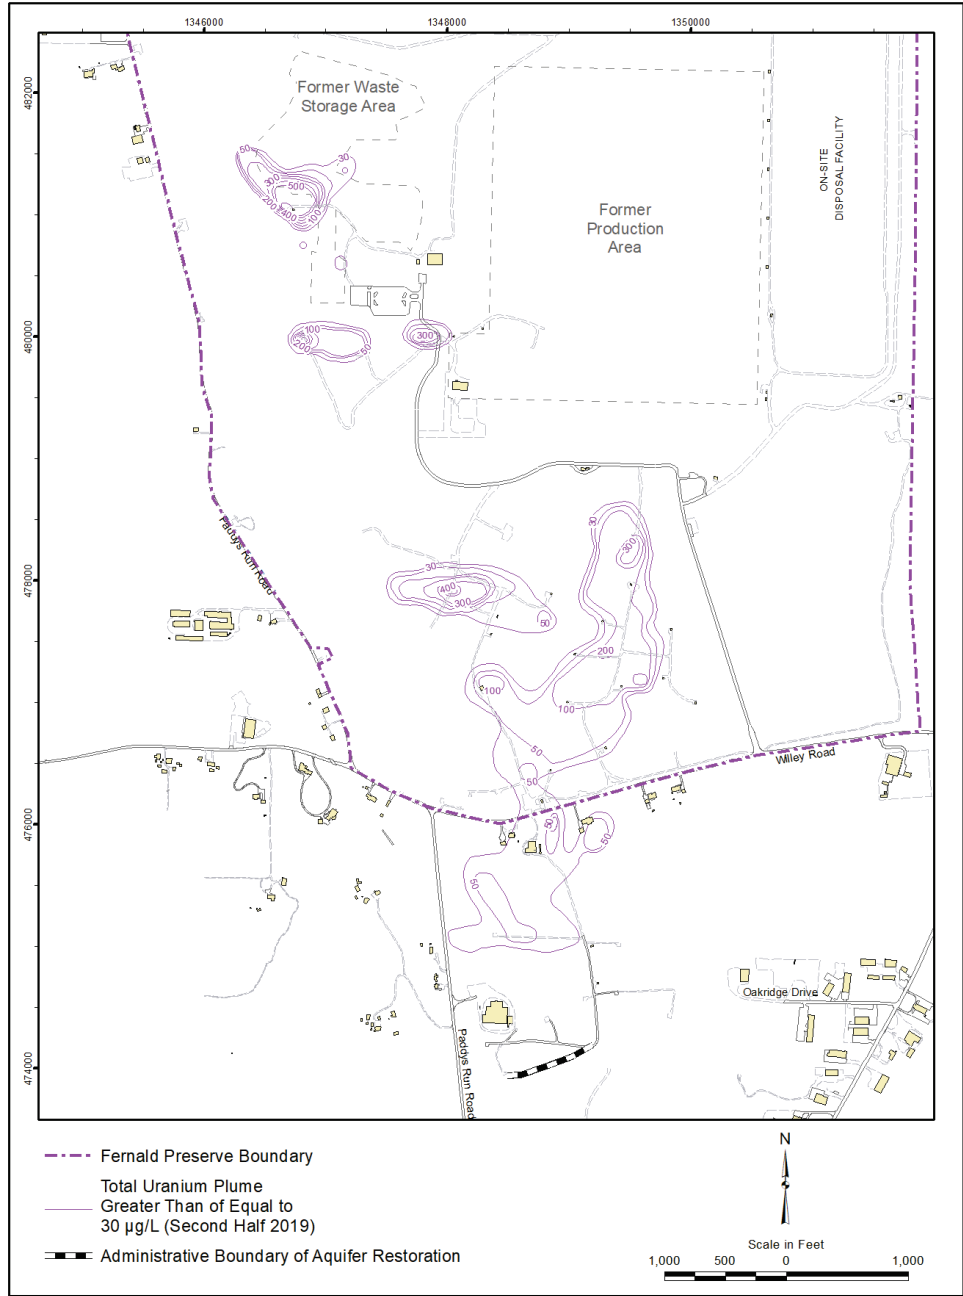 1346000
1348000
1350000
482000
480000
478000
476000
474000
Former Waste
Storage Area
Former
Production
Area
ON-SITE
DISPOSAL FACILITY
50
30
300
500
200
400
100
100
200
50
300
30
400
300
50
30
300
200
100
100
50
50
50
50
50
Paddys Run Road
Willey Road
Oakridge Drive
Paddys Run Road
Fernald Preserve Boundary
Total Uranium Plume
Greater Than of Equal to
30 µg/L (Second Half 2019)
Administrative Boundary of Aquifer Restoration
N
Scale in Feet
1,000
500
0
1,000